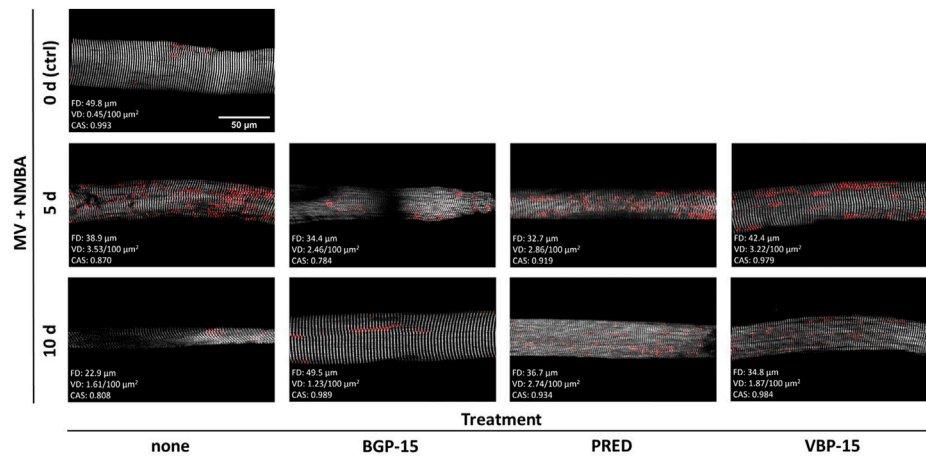 MV + NMBA
0 d (ctrl)
FD: 49.8 µm
VD: 0.45/100 µm²
CAS: 0.993
50 µm
5 d
FD: 38.9 µm
VD: 3.53/100 µm²
CAS: 0.870
FD: 34.4 µm
VD: 2.46/100 µm²
CAS: 0.784
FD: 32.7 µm
VD: 2.86/100 µm²
CAS: 0.919
FD: 42.4 µm
VD: 3.22/100 µm²
CAS: 0.979
10 d
FD: 22.9 µm
VD: 1.61/100 µm²
CAS: 0.808
FD: 49.5 µm
VD: 1.23/100 µm²
CAS: 0.989
FD: 36.7 µm
VD: 2.74/100 µm²
CAS: 0.934
FD: 34.8 µm
VD: 1.87/100 µm²
CAS: 0.984
Treatment
none
BGP-15
PRED
VBP-15